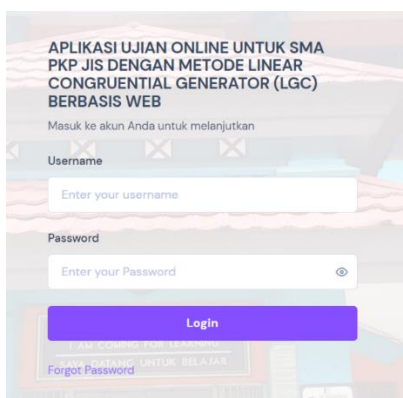 APLIKASI UJIAN ONLINE UNTUK SMA
PKP JIS DENGAN METODE LINEAR
CONGRUENTIAL GENERATOR (LGC)
BERBASIS WEB
Masuk ke akun Anda untuk melanjutkan
Username
Enter your username
Password
Enter your Password
Login
I AM COMING FOR LEARNING
SAYA DATANG UNTUK BELAJAR
Forgot Password